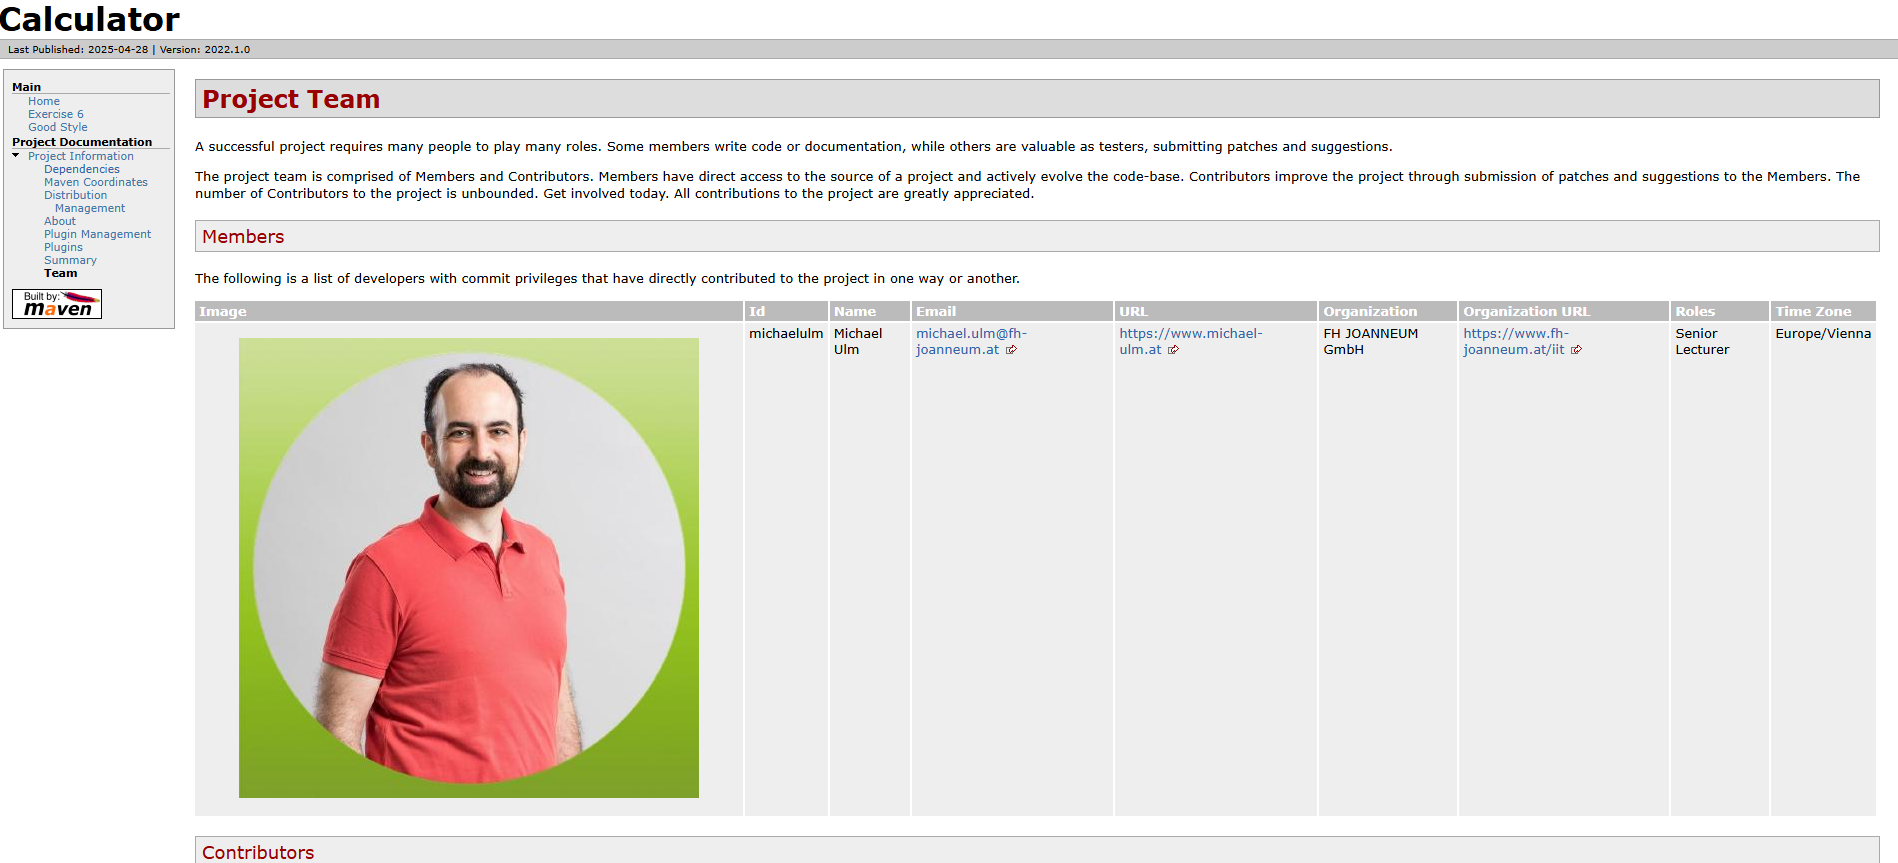 Calculator
Last Published: 2025-04-28 | Version: 2022.1.0
Main
Home
Exercise 6
Good Style
Project Documentation
Project Information
Dependencies
Maven Coordinates
Distribution
Management
About
Plugin Management
Plugins
Summary
Team
Built by:
maven
Project Team
A successful project requires many people to play many roles. Some members write code or documentation, while others are valuable as testers, submitting patches and suggestions.
The project team is comprised of Members and Contributors. Members have direct access to the source of a project and actively evolve the code-base. Contributors improve the project through submission of patches and suggestions to the Members. The
number of Contributors to the project is unbounded. Get involved today. All contributions to the project are greatly appreciated.
Members
The following is a list of developers with commit privileges that have directly contributed to the project in one way or another.
Image Id Name Email URL Organization Organization URL Roles Time Zone
michaelulm Michael michael.ulm@fh- https://www.michael- FH JOANNEUM https://www.fh- Senior Europe/Vienna
Ulm joanneum.at ulm.at GmbH joanneum.at/iit Lecturer
Contributors